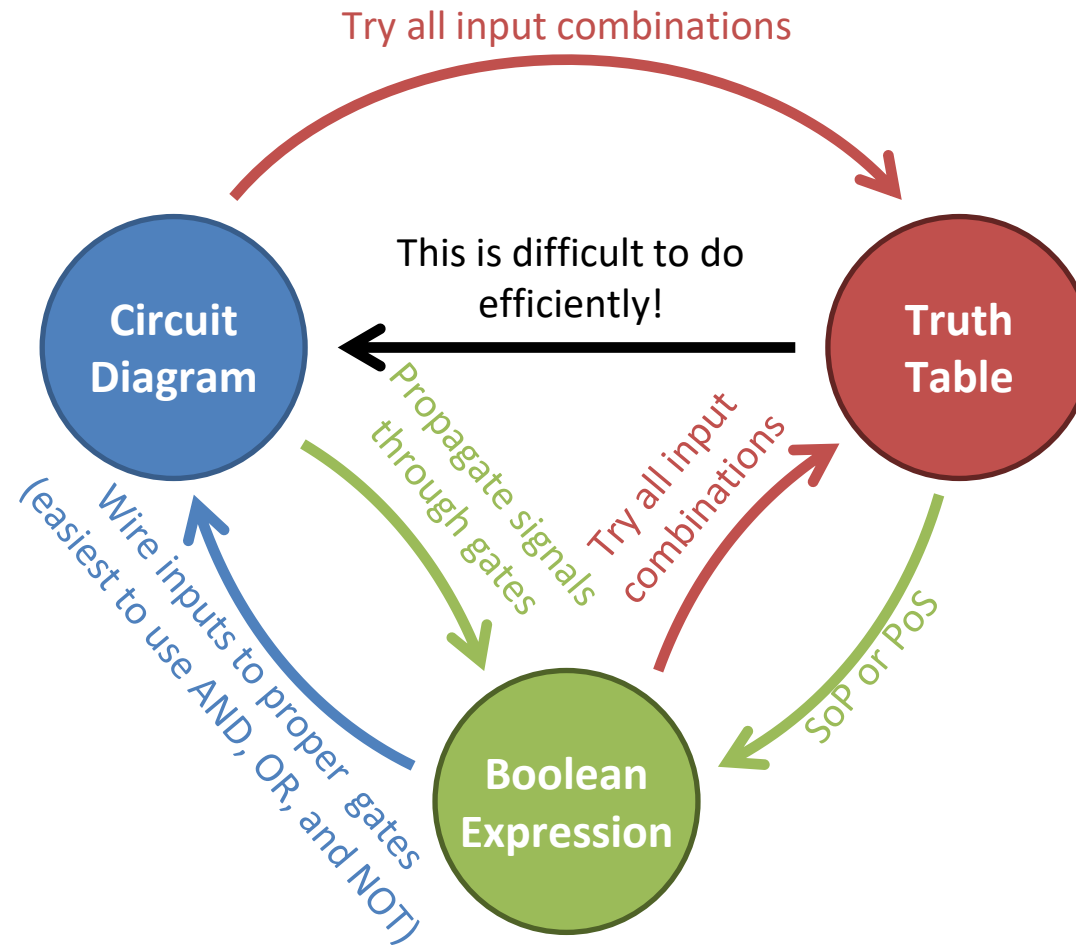 Try all input combinations
This is difficult to do
efficiently!
Circuit
Diagram
Truth
Table
Propagate signals
through gates
Try all input
combinations
Wire inputs to proper gates
(easiest to use AND, OR, and NOT)
SoP or PoS
Boolean
Expression